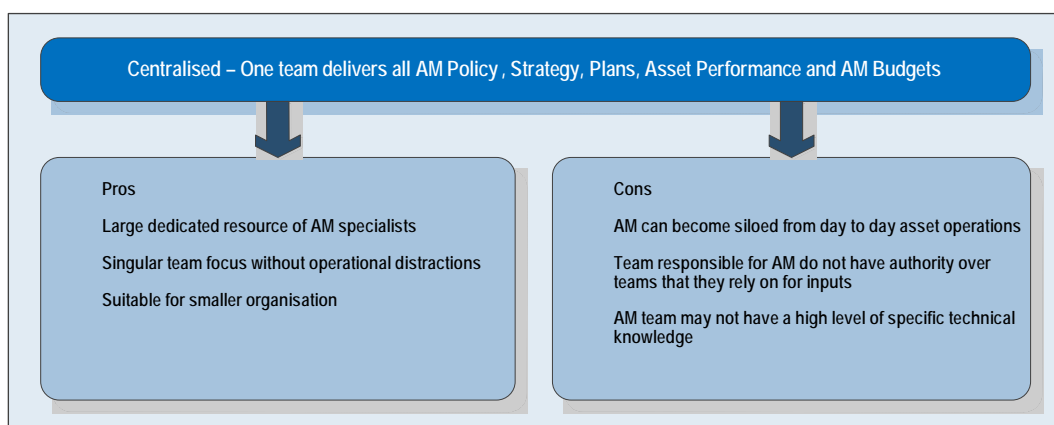 Centralised – One team delivers all AM Policy , Strategy, Plans, Asset Performance and AM Budgets
Pros
Large dedicated resource of AM specialists
Singular team focus without operational distractions
Suitable for smaller organisation
Cons
AM can become siloed from day to day asset operations
Team responsible for AM do not have authority over
teams that they rely on for inputs
AM team may not have a high level of specific technical
knowledge